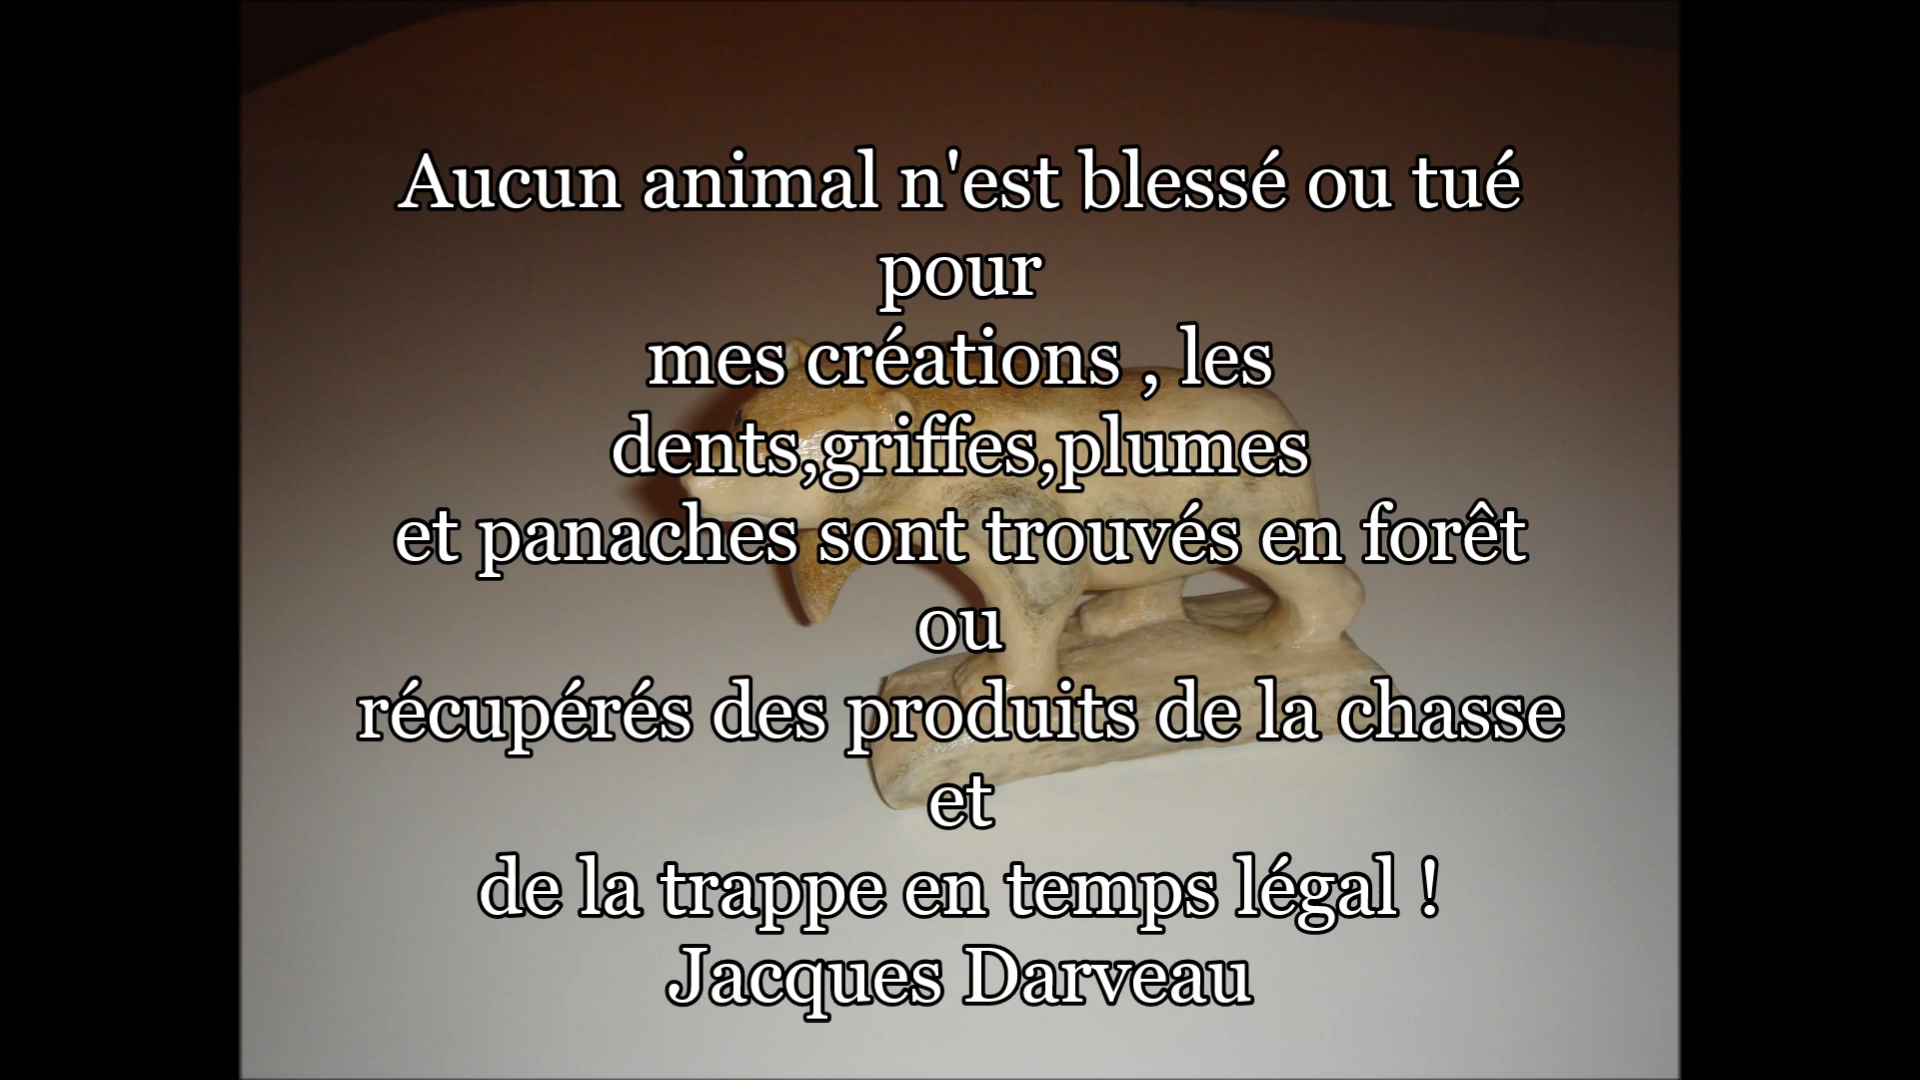 Aucun animal n'est blessé ou tué
pour
mes créations , les
dents,griffes,plumes
et panaches sont trouvés en forêt
ou
récupérés des produits de la chasse
et
de la trappe en temps légal !
Jacques Darveau